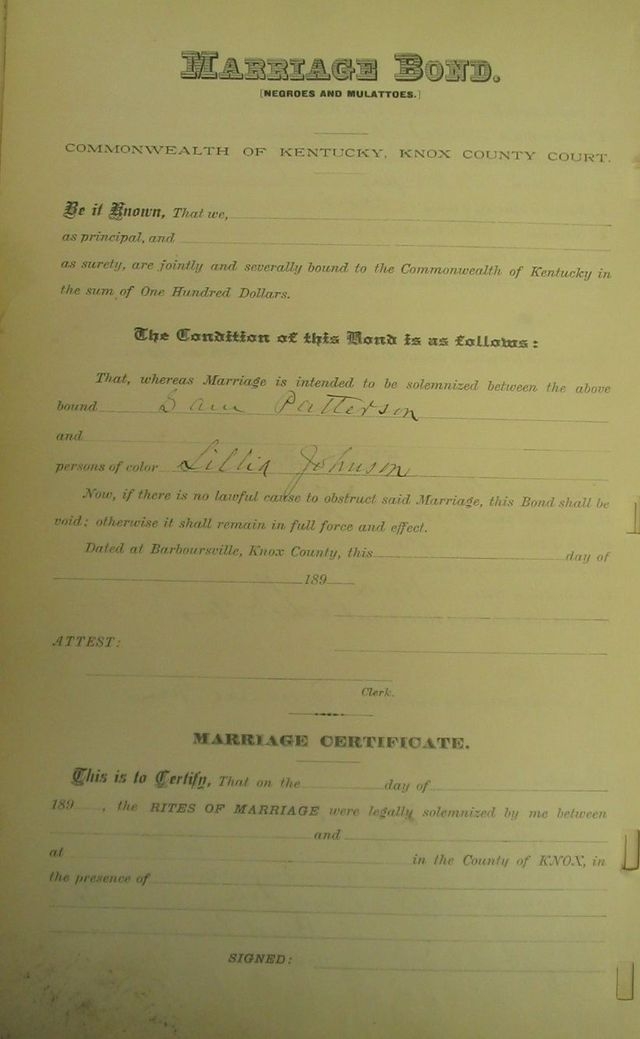 MARRIAGE BOND.
[NEGROES AND MULATTOES.]
COMMONWEALTH OF KENTUCKY, KNOX COUNTY COURT.
Be it Known, That we,
as principal, and
as surety, are jointly and severally bound to the Commonwealth of Kentucky in
the sum of One Hundred Dollars.
The Condition of this Bond is as follows:
That, whereas Marriage is intended to be solemnized between the above
bound Sam Patterson
and
persons of color Lillia Johnson
Now, if there is no lawful cause to obstruct said Marriage, this Bond shall be
void; otherwise it shall remain in full force and effect.
Dated at Barboursville, Knox County, this day of
189
ATTEST:
Clerk.
MARRIAGE CERTIFICATE.
This is to Certify, That on the day of
189 , the RITES OF MARRIAGE were legally solemnized by me between
and
at in the County of KNOX, in
the presence of
SIGNED: